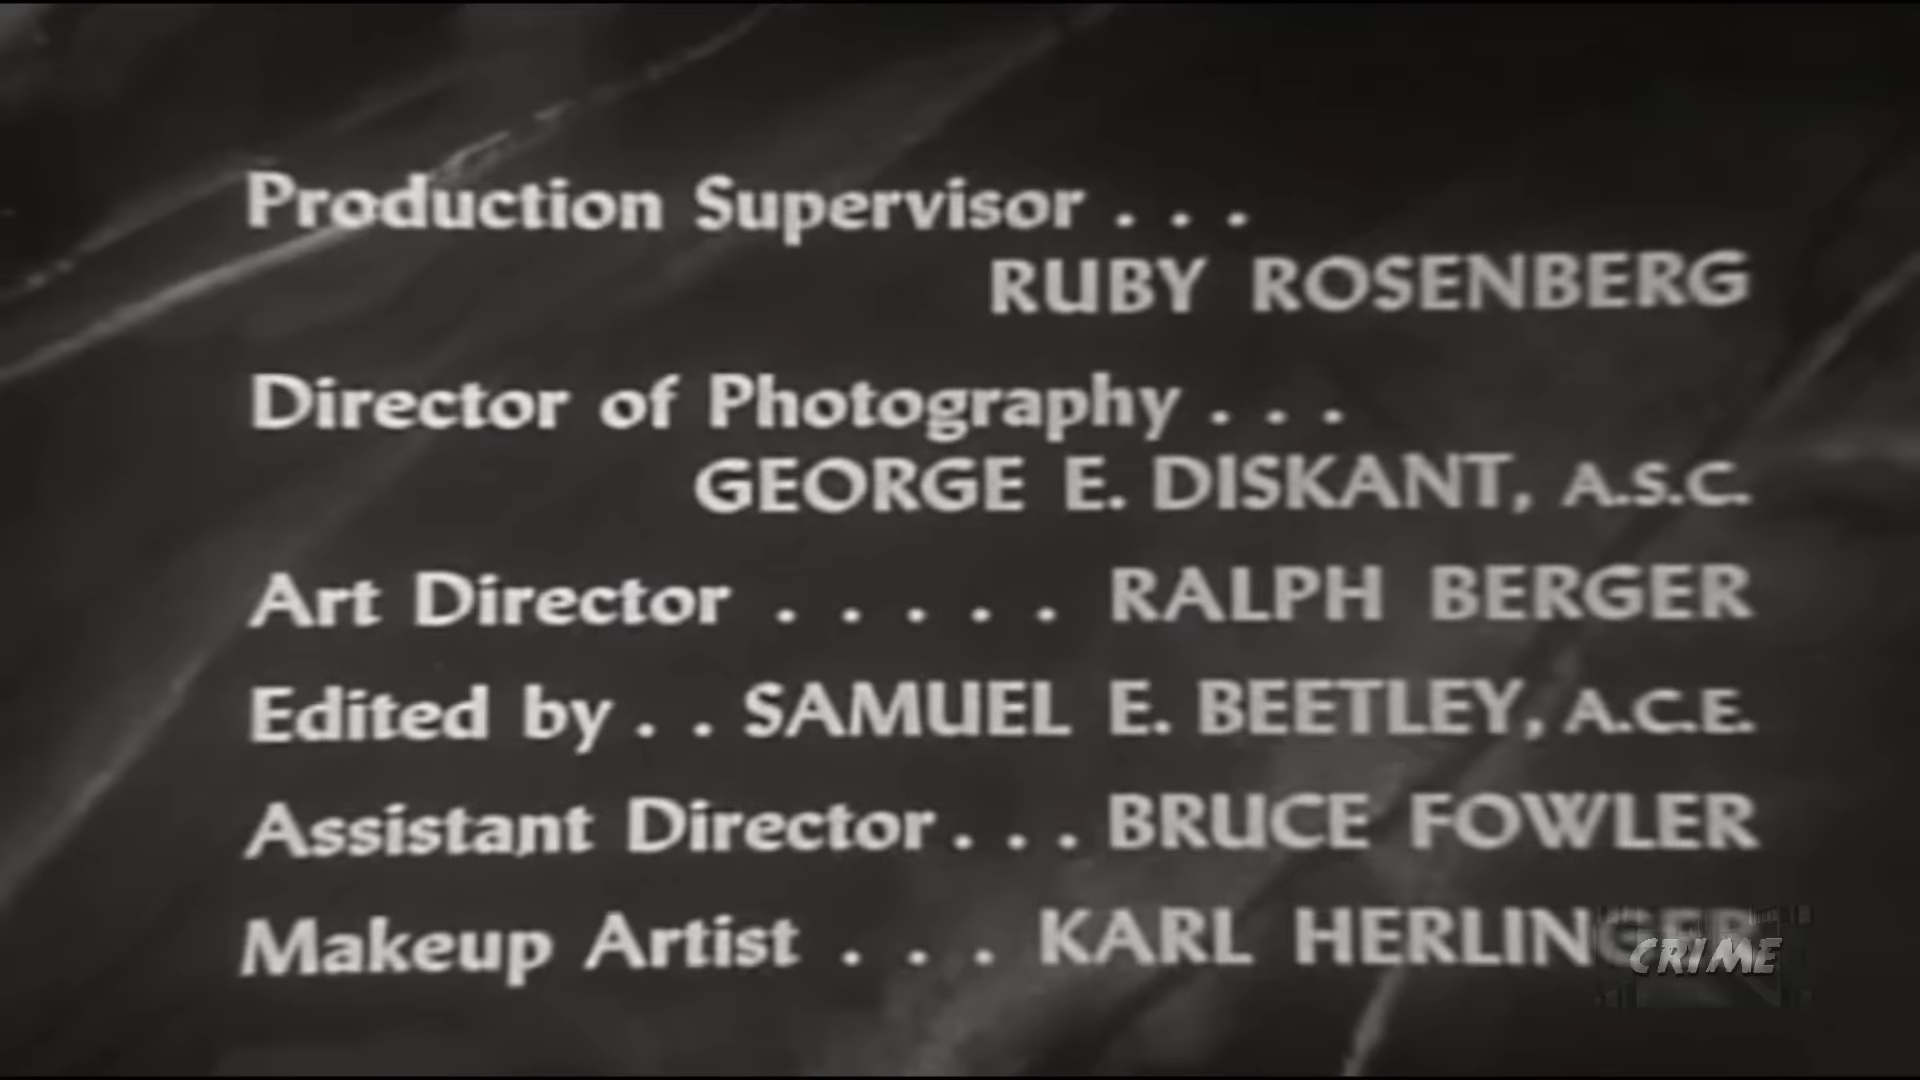 Production Supervisor . . .
RUBY ROSENBERG
Director of Photography . . .
GEORGE E. DISKANT, A.S.C.
Art Director . . . . . RALPH BERGER
Edited by . . SAMUEL E. BEETLEY, A.C.E.
Assistant Director . . . BRUCE FOWLER
Makeup Artist . . . KARL HERLINGER
CRIME